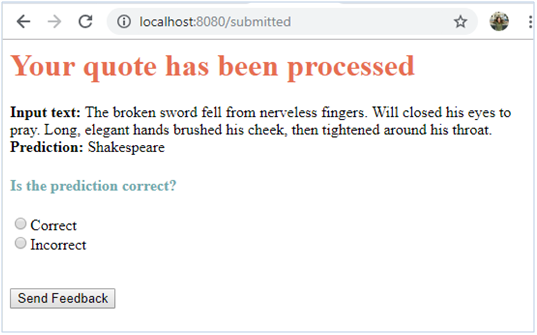 localhost:8080/submitted
Your quote has been processed
Input text: The broken sword fell from nerveless fingers. Will closed his eyes to
pray. Long, elegant hands brushed his cheek, then tightened around his throat.
Prediction: Shakespeare
Is the prediction correct?
Correct
Incorrect
Send Feedback